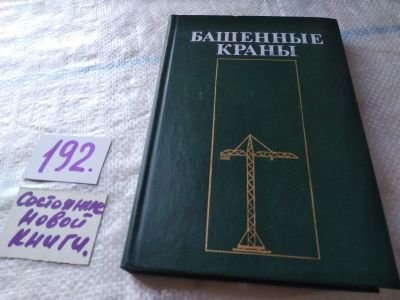 БАШЕННЫЕ
КРАНЫ
192.
Состояние
новой
книги.